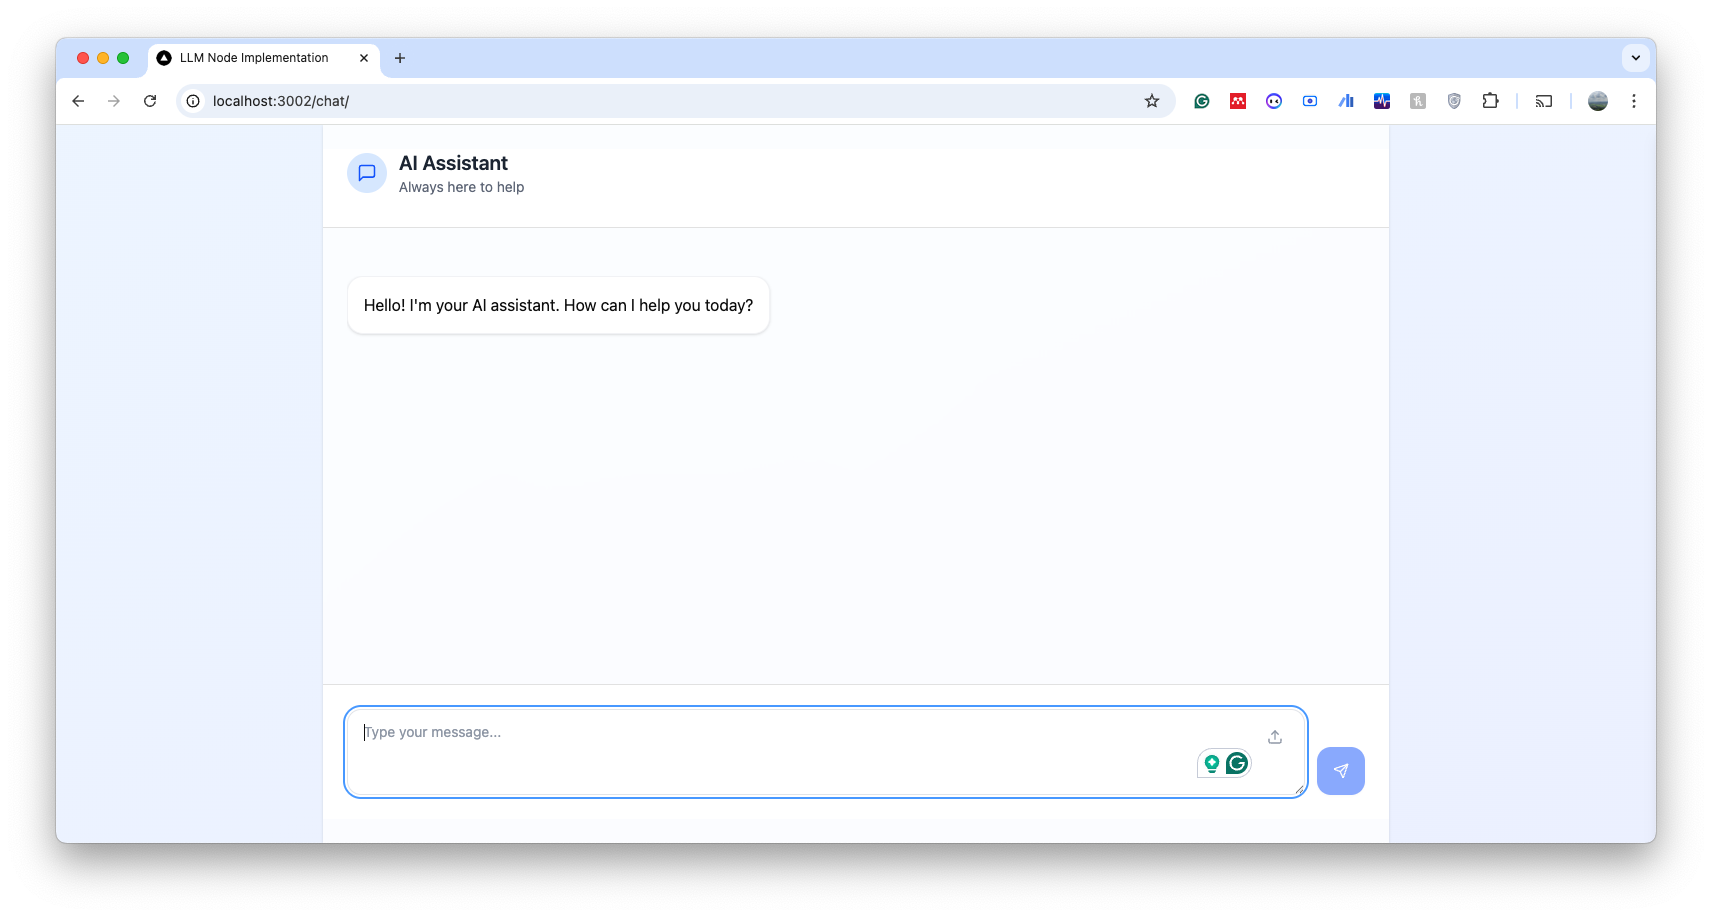 LLM Node Implementation
localhost:3002/chat/
AI Assistant
Always here to help
Hello! I'm your AI assistant. How can I help you today?
Type your message...